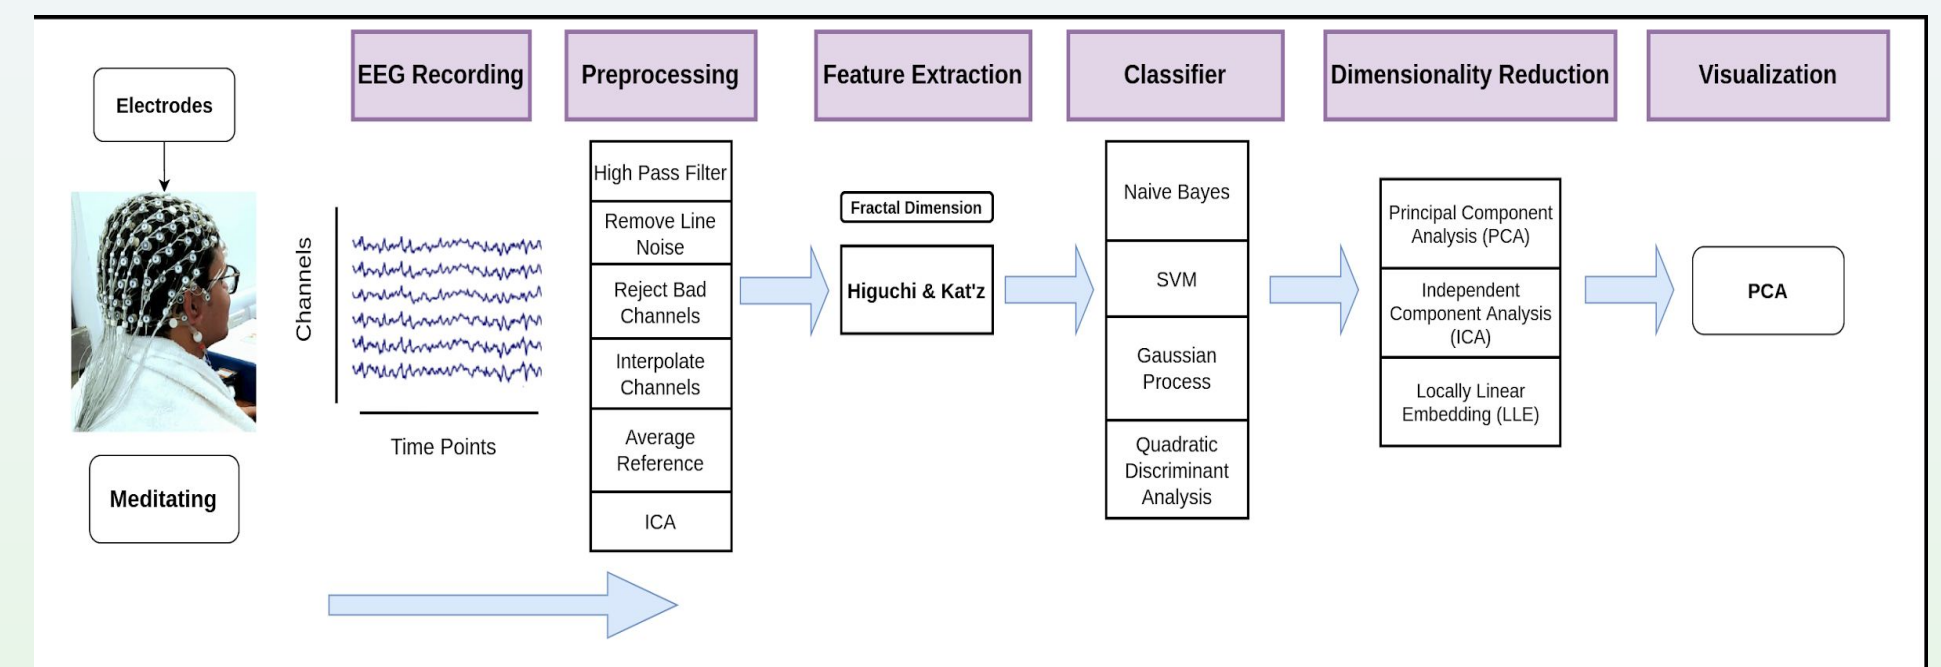 Electrodes
Meditating
EEG Recording
Channels
Time Points
Preprocessing
High Pass Filter
Remove Line
Noise
Reject Bad
Channels
Interpolate
Channels
Average
Reference
ICA
Feature Extraction
Fractal Dimension
Higuchi & Kat'z
Classifier
Naive Bayes
SVM
Gaussian
Process
Quadratic
Discriminant
Analysis
Dimensionality Reduction
Principal Component
Analysis (PCA)
Independent
Component Analysis
(ICA)
Locally Linear
Embedding (LLE)
Visualization
PCA